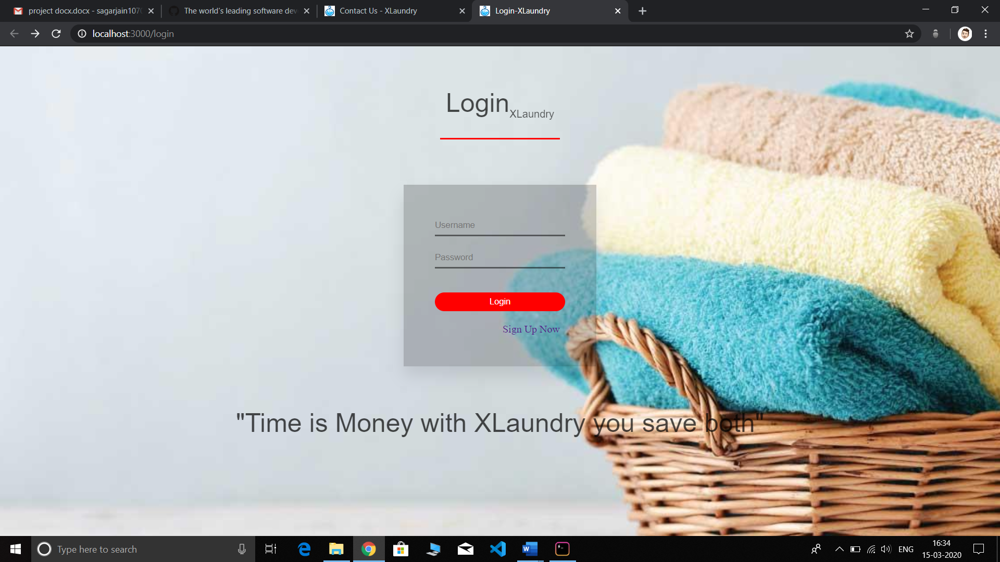 project docx.docx - sagarjain107
The world's leading software dev
Contact Us - XLaundry
Login-XLaundry
localhost:3000/login
Login XLaundry
Username
Password
Login
Sign Up Now
"Time is Money with XLaundry you save both"
Type here to search
ENG
16:34
15-03-2020